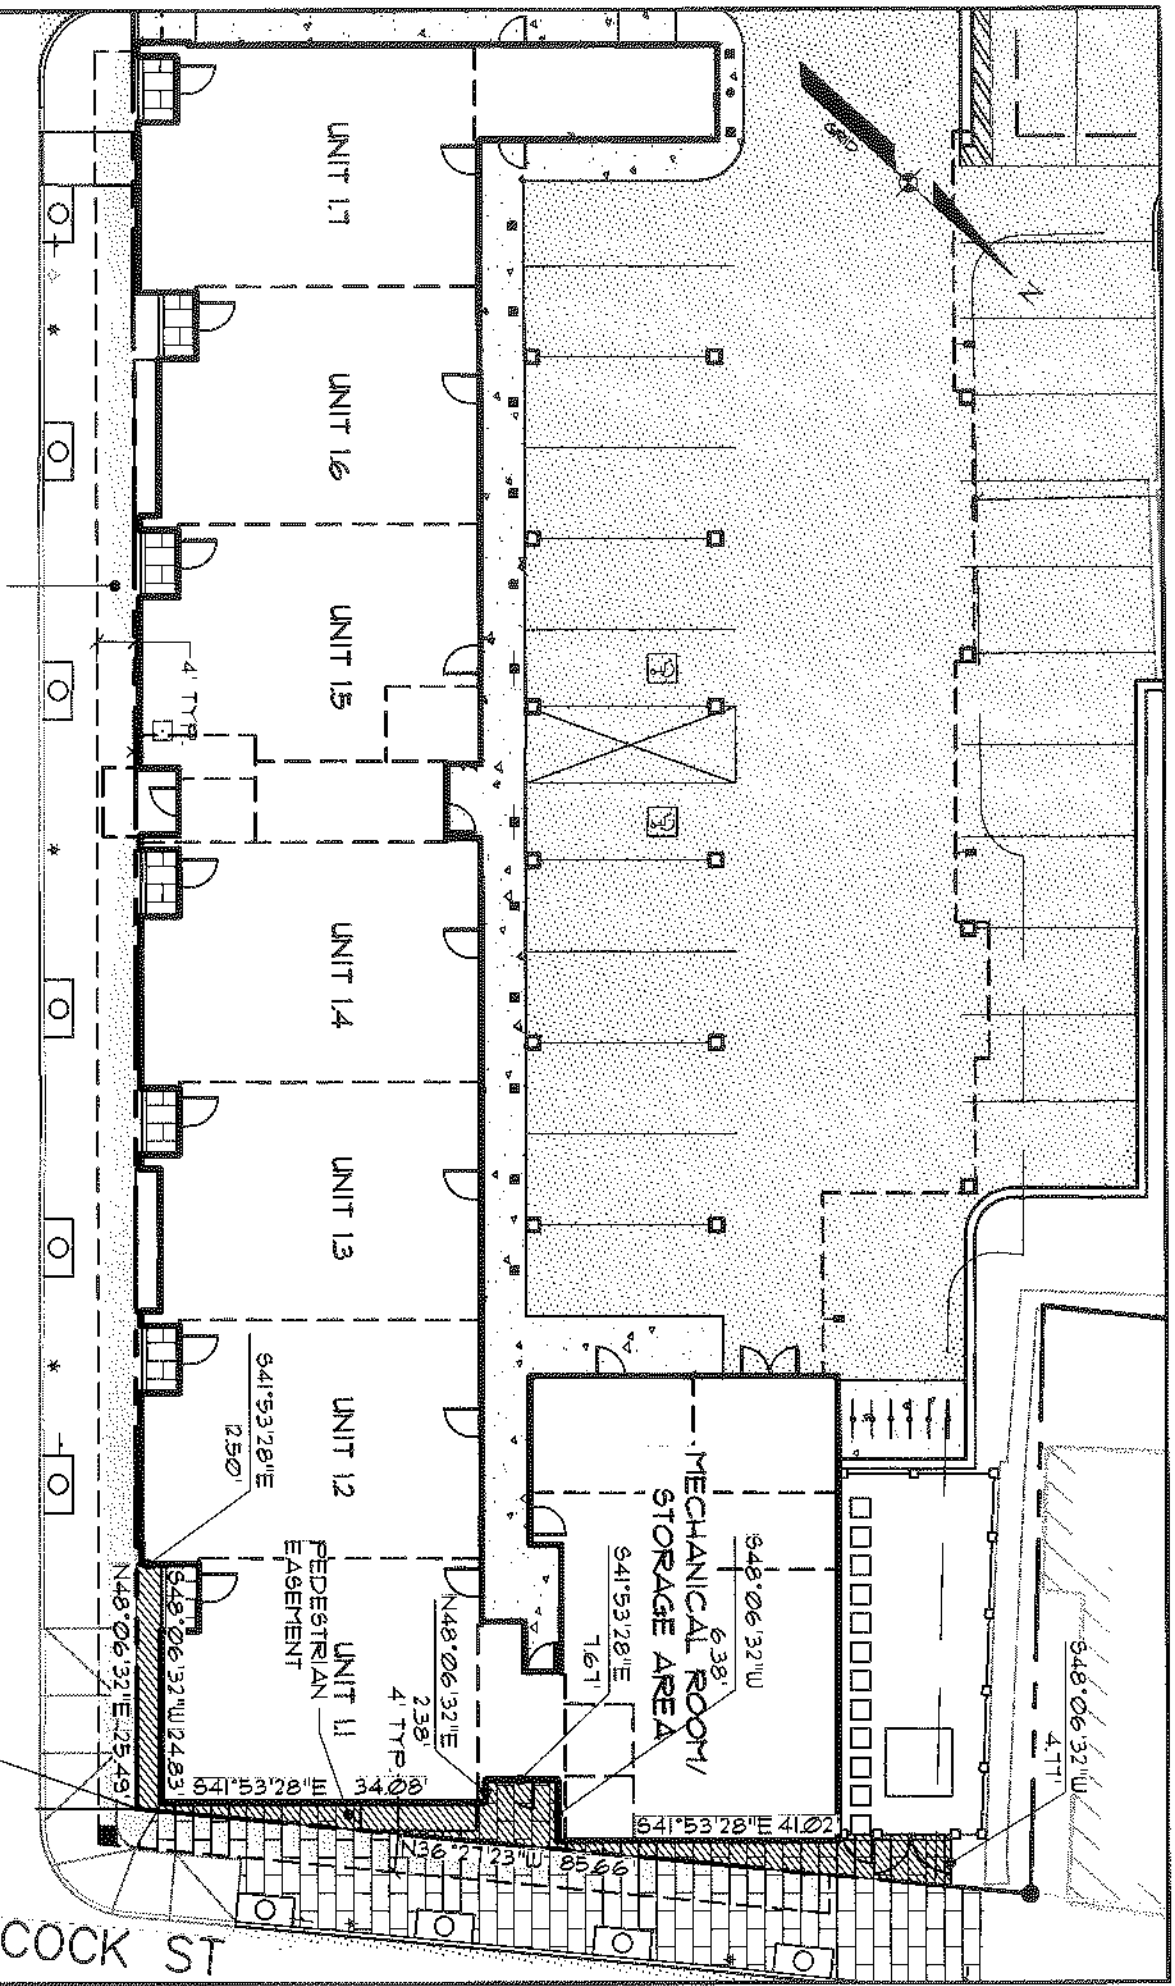 UNIT 1.7
UNIT 1.6
UNIT 1.5
UNIT 1.4
UNIT 1.3
UNIT 1.2
UNIT 1.1
GRID
N
4' TYP.
S41°53'28"E
2.50'
PEDESTRIAN
EASEMENT
MECHANICAL ROOM/
STORAGE AREA
S48°06'32"W
6.38'
S41°53'28"E
7.67'
N48°06'32"E
2.38'
4' TYP.
S48°06'32"W
4.77'
S48°06'32"W 24.83'
N48°06'32"E 25.49'
S41°53'28"E 34.08'
S41°53'28"E 41.02'
N36°27'23"W 85.66'
COCK ST